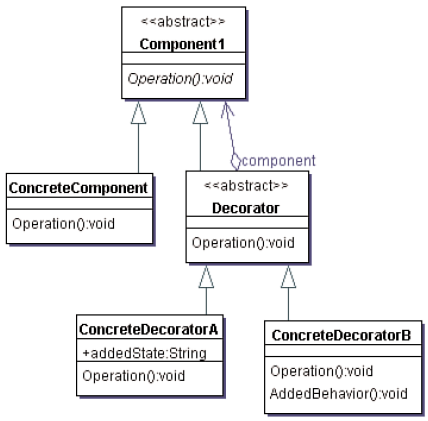 <<abstract>>
Component1
Operation():void
component
ConcreteComponent
Operation():void
<<abstract>>
Decorator
Operation():void
ConcreteDecoratorA
+addedState:String
Operation():void
ConcreteDecoratorB
Operation():void
AddedBehavior():void